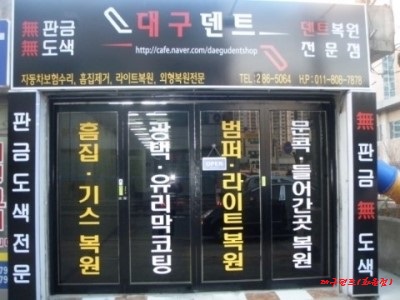 無 판금
無 도색
대구덴트
http://cafe.naver.com/daegudentshop
덴트복원
전문점
자동차보험수리, 흠집제거, 라이트복원, 외형복원전문
TEL: 286-5064 H.P: 011-808-7878
판금도색전문
흠집·기스복원
광택·유리막코팅
범퍼·라이트복원
문콕·들어간곳복원
無판금
無도색